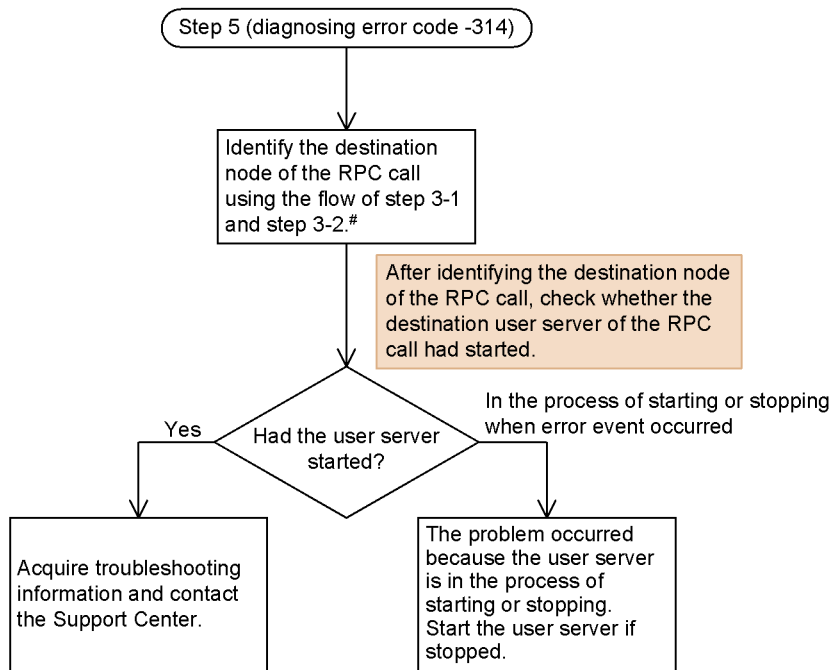 Step 5 (diagnosing error code -314)
Identify the destination
node of the RPC call
using the flow of step 3-1
and step 3-2.#
After identifying the destination node
of the RPC call, check whether the
destination user server of the RPC
call had started.
In the process of starting or stopping
when error event occurred
Yes
Had the user server
started?
Acquire troubleshooting
information and contact
the Support Center.
The problem occurred
because the user server
is in the process of
starting or stopping.
Start the user server if
stopped.